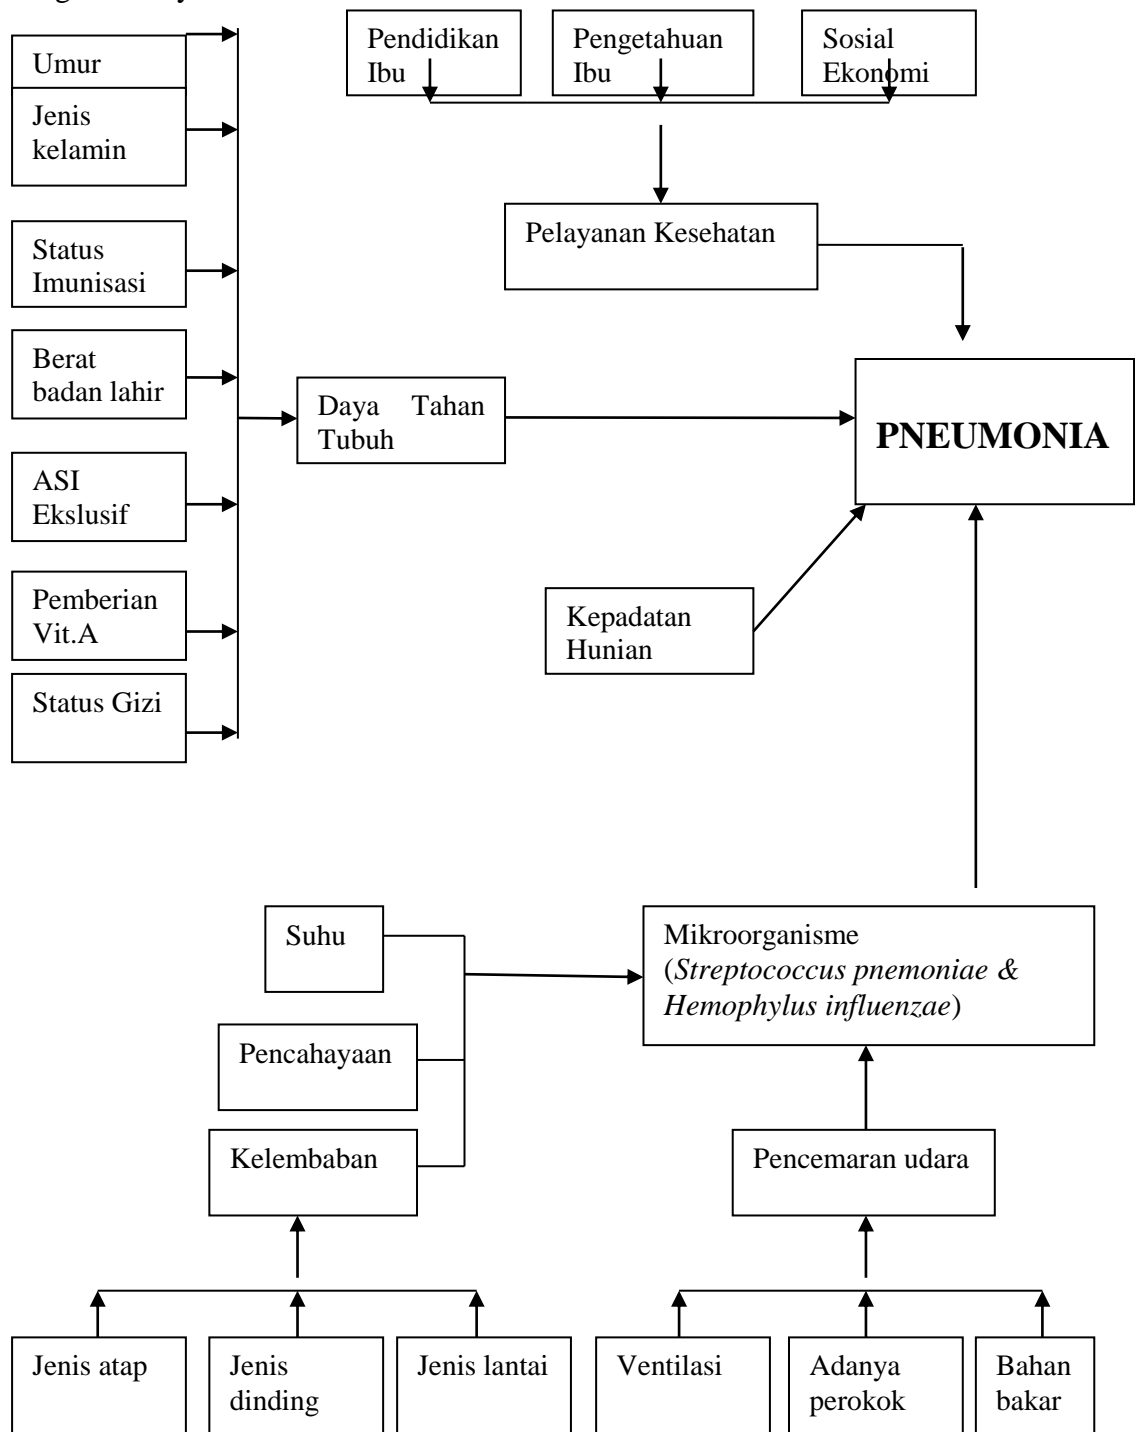 Umur
Jenis
kelamin
Status
Imunisasi
Berat
badan lahir
ASI
Ekslusif
Pemberian
Vit.A
Status Gizi
Pendidikan
Ibu
Pengetahuan
Ibu
Sosial
Ekonomi
Pelayanan Kesehatan
Daya Tahan
Tubuh
PNEUMONIA
Kepadatan
Hunian
Suhu
Pencahayaan
Kelembaban
Mikroorganisme
(Streptococcus pnemoniae &
Hemophylus influenzae)
Pencemaran udara
Jenis atap
Jenis
dinding
Jenis lantai
Ventilasi
Adanya
perokok
Bahan
bakar